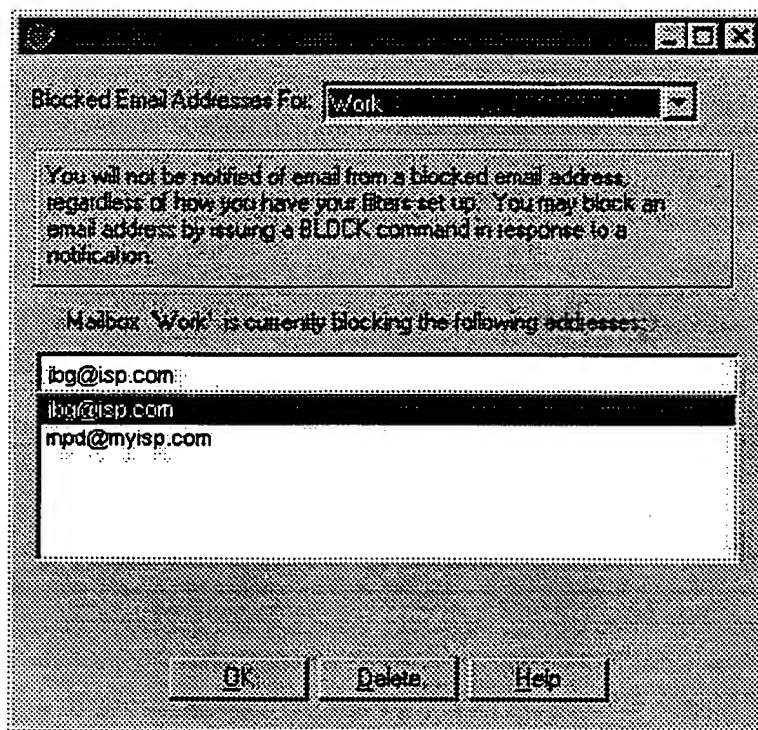 Blocked Email Addresses For: Work
You will not be notified of email from a blocked email address,
regardless of how you have your filters set up. You may block an
email address by issuing a BLOCK command in response to a
notification.
Mailbox 'Work' is currently blocking the following addresses:
ibg@isp.com
ibg@isp.com
mpd@myisp.com
OK Delete Help